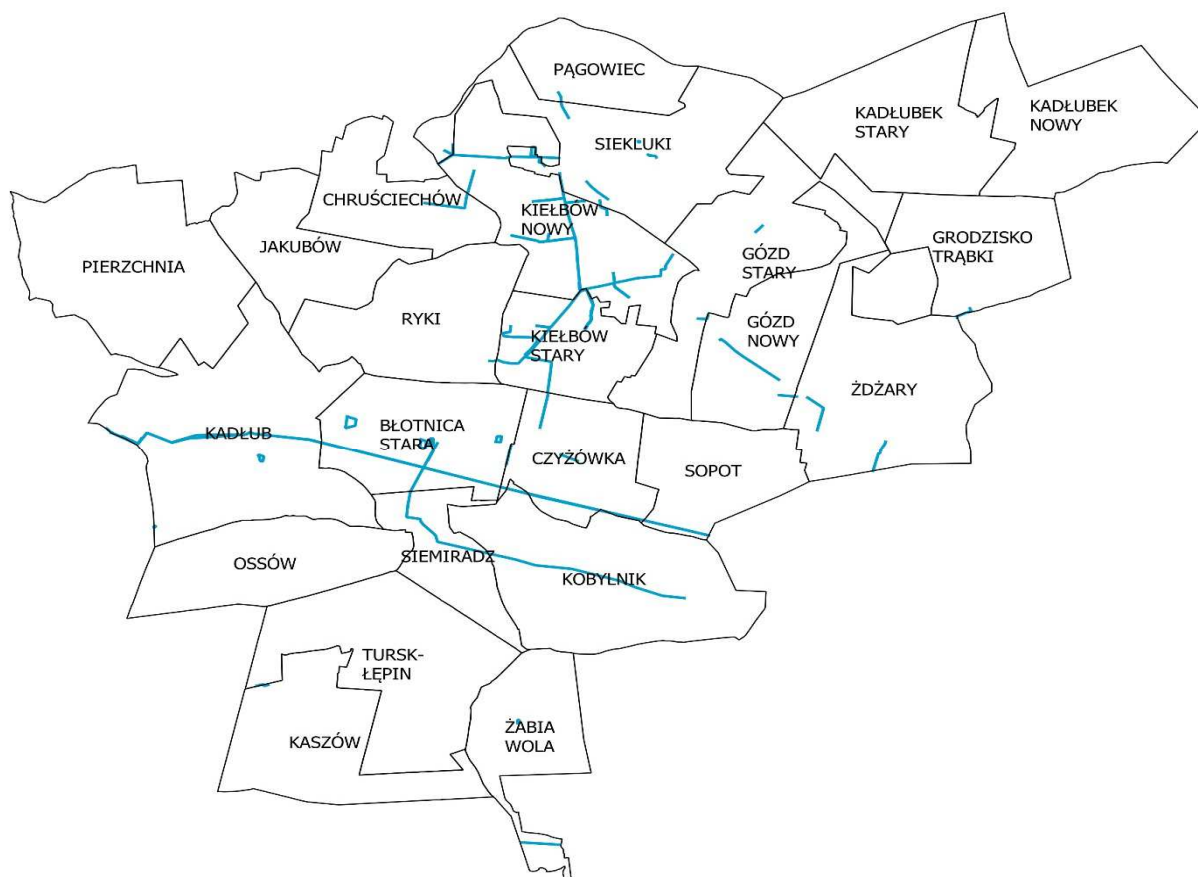 PĄGOWIEC
KADŁUBEK
STARY
KADŁUBEK
NOWY
SIEKLUKI
CHRUŚCIECHÓW
KIEŁBÓW
NOWY
JAKUBÓW
PIERZCHNIA
GÓZD
STARY
GRODZISKO
TRĄBKI
RYKI
KIEŁBÓW
STARY
GÓZD
NOWY
ŻDŻARY
KADŁUB
BŁOTNICA
STARA
CZYŻÓWKA
SOPOT
OSSÓW
SIEMIRADZ
KOBYLNIK
TURSK-
ŁĘPIN
KASZÓW
ŻABIA
WOLA